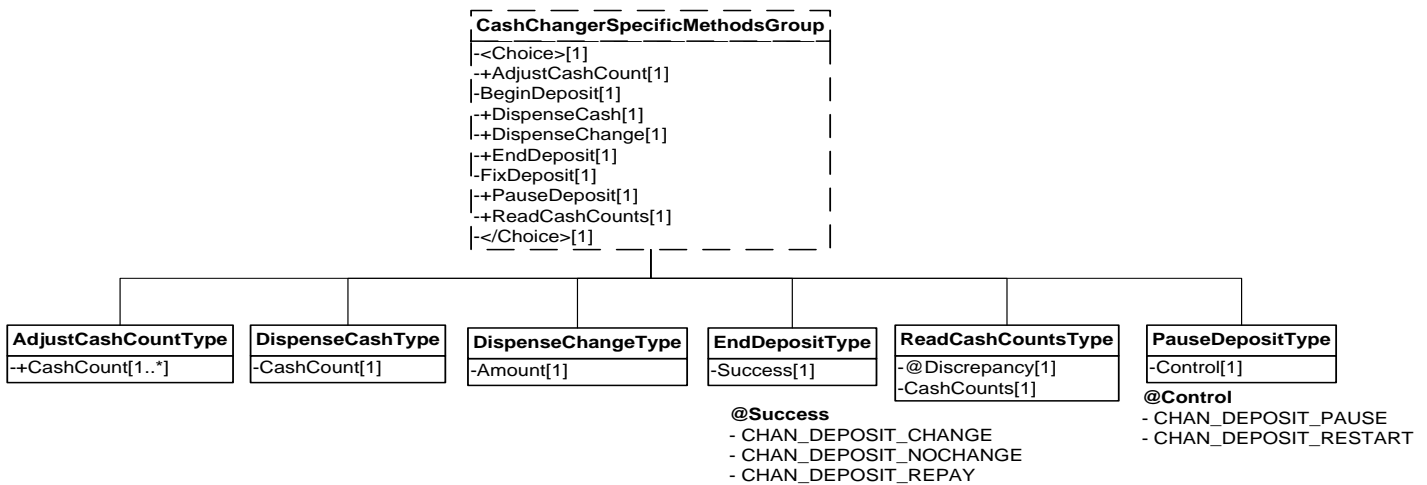 CashChangerSpecificMethodsGroup
-<Choice>[1]
-+AdjustCashCount[1]
-BeginDeposit[1]
-+DispenseCash[1]
-+DispenseChange[1]
-+EndDeposit[1]
-FixDeposit[1]
-+PauseDeposit[1]
-+ReadCashCounts[1]
-</Choice>[1]
AdjustCashCountType
-+CashCount[1..*]
DispenseCashType
-CashCount[1]
DispenseChangeType
-Amount[1]
EndDepositType
-Success[1]
@Success
- CHAN_DEPOSIT_CHANGE
- CHAN_DEPOSIT_NOCHANGE
- CHAN_DEPOSIT_REPAY
ReadCashCountsType
-@Discrepancy[1]
-CashCounts[1]
PauseDepositType
-Control[1]
@Control
- CHAN_DEPOSIT_PAUSE
- CHAN_DEPOSIT_RESTART